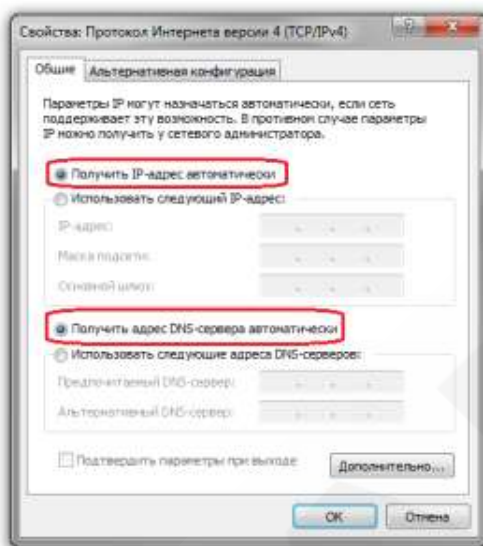 Свойства: Протокол Интернета версии 4 (TCP/IPv4)
Общие
Альтернативная конфигурация
Параметры IP могут назначаться автоматически, если сеть
поддерживает эту возможность. В противном случае параметры
IP можно получить у сетевого администратора.
Получить IP-адрес автоматически
Использовать следующий IP-адрес:
IP-адрес:
Маска подсети:
Основной шлюз:
Получить адрес DNS-сервера автоматически
Использовать следующие адреса DNS-серверов:
Предпочитаемый DNS-сервер:
Альтернативный DNS-сервер:
Подтвердить параметры при выходе
Дополнительно...
ОК
Отмена